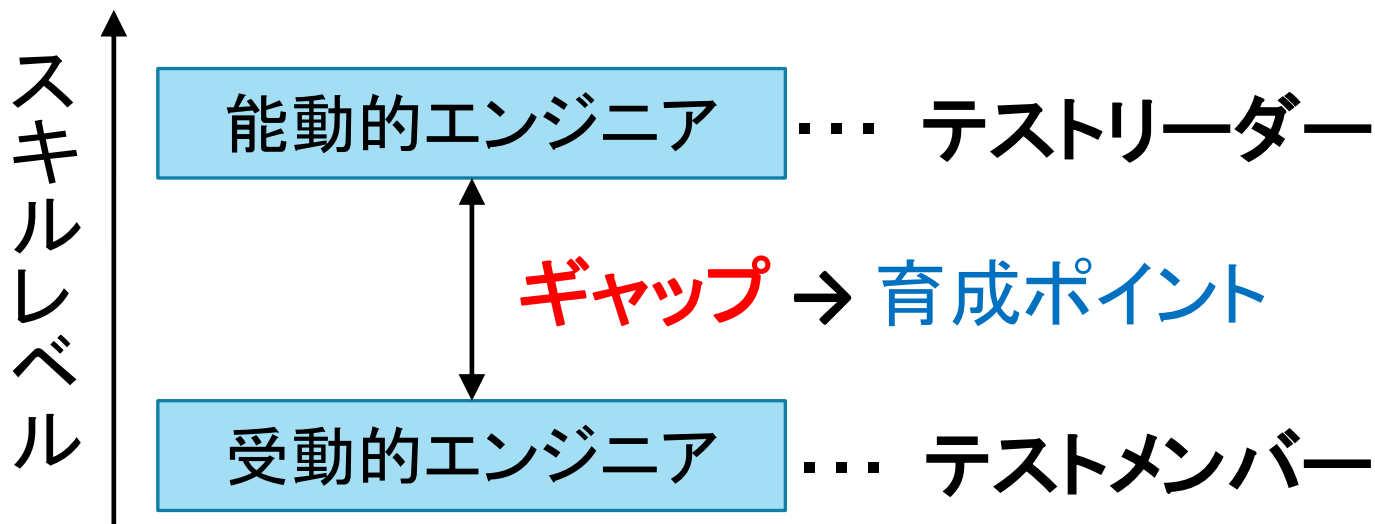 スキルレベル
能動的エンジニア ・・・ テストリーダー
ギャップ → 育成ポイント
受動的エンジニア ・・・ テストメンバー